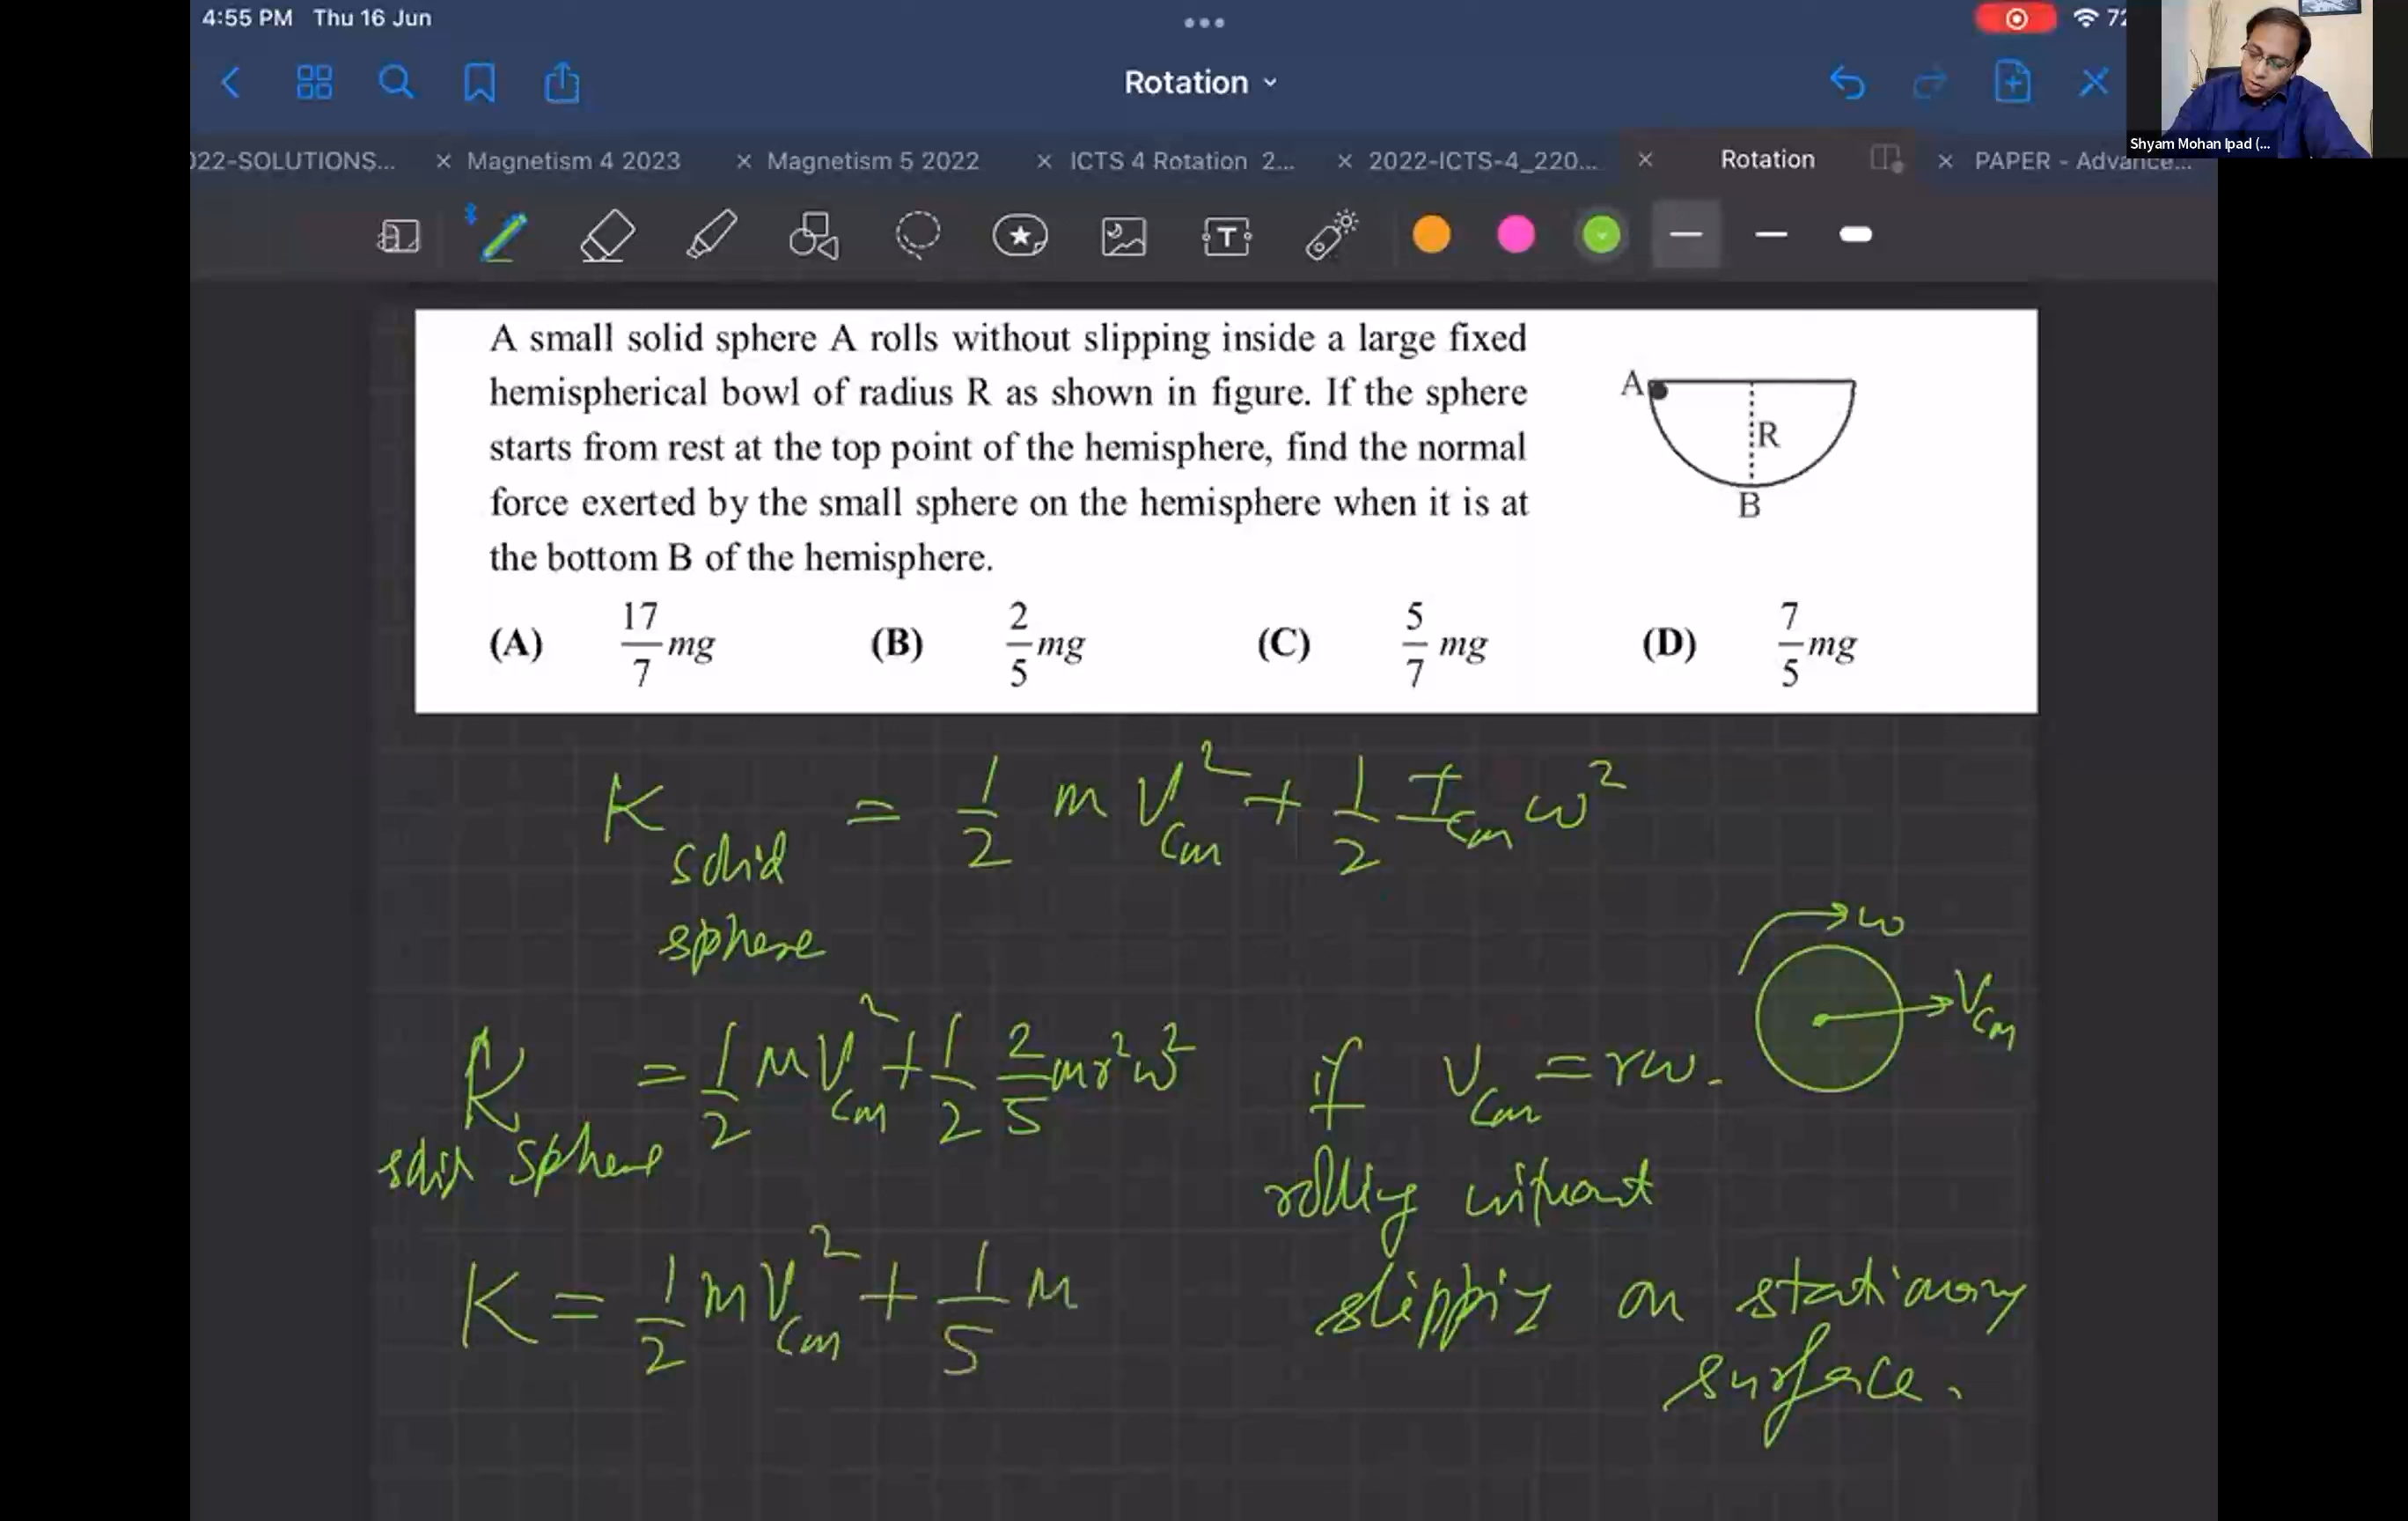 4:55 PM Thu 16 Jun
72
Rotation
Shyam Mohan Ipad (...
022-SOLUTIONS...
Magnetism 4 2023
Magnetism 5 2022
ICTS 4 Rotation 2...
2022-ICTS-4_220...
Rotation
PAPER - Advance...
A small solid sphere A rolls without slipping inside a large fixed
hemispherical bowl of radius R as shown in figure. If the sphere
starts from rest at the top point of the hemisphere, find the normal
force exerted by the small sphere on the hemisphere when it is at
the bottom B of the hemisphere.
A
R
B
(A) 17/7 mg (B) 2/5 mg (C) 5/7 mg (D) 7/5 mg
K solid sphere = 1/2 m V_cm^2 + 1/2 I_cm ω^2
ω
V_cm
K solid sphere = 1/2 M V_cm^2 + 1/2 2/5 m r^2 ω^2
if V_cm = rω.
rolling without
slipping on stationary
surface.
K = 1/2 m V_cm^2 + 1/5 M